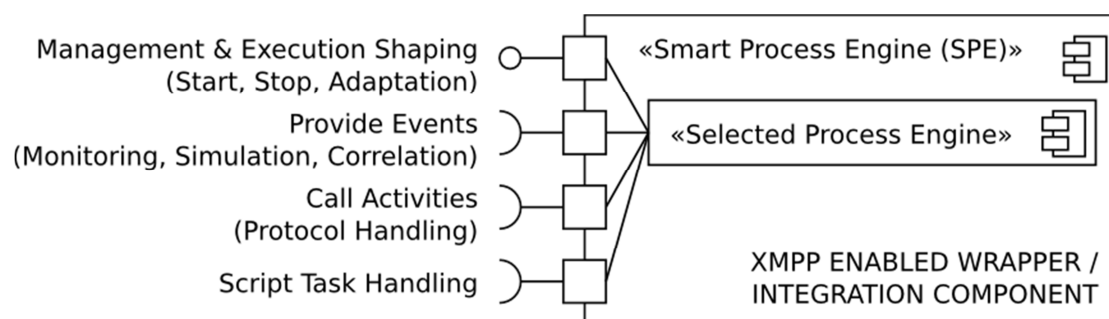 Management & Execution Shaping
(Start, Stop, Adaptation)
Provide Events
(Monitoring, Simulation, Correlation)
Call Activities
(Protocol Handling)
Script Task Handling
«Smart Process Engine (SPE)»
«Selected Process Engine»
XMPP ENABLED WRAPPER /
INTEGRATION COMPONENT